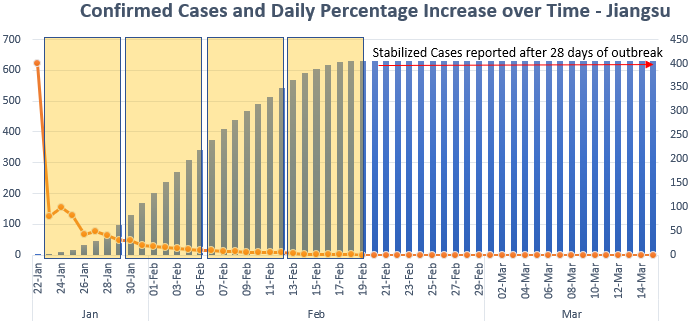 Confirmed Cases and Daily Percentage Increase over Time - Jiangsu
Stabilized Cases reported after 28 days of outbreak
700
600
500
400
300
200
100
0
450
400
350
300
250
200
150
100
50
0
22-Jan
24-Jan
26-Jan
28-Jan
30-Jan
01-Feb
03-Feb
05-Feb
07-Feb
09-Feb
11-Feb
13-Feb
15-Feb
17-Feb
19-Feb
21-Feb
23-Feb
25-Feb
27-Feb
29-Feb
02-Mar
04-Mar
06-Mar
08-Mar
10-Mar
12-Mar
14-Mar
Jan
Feb
Mar